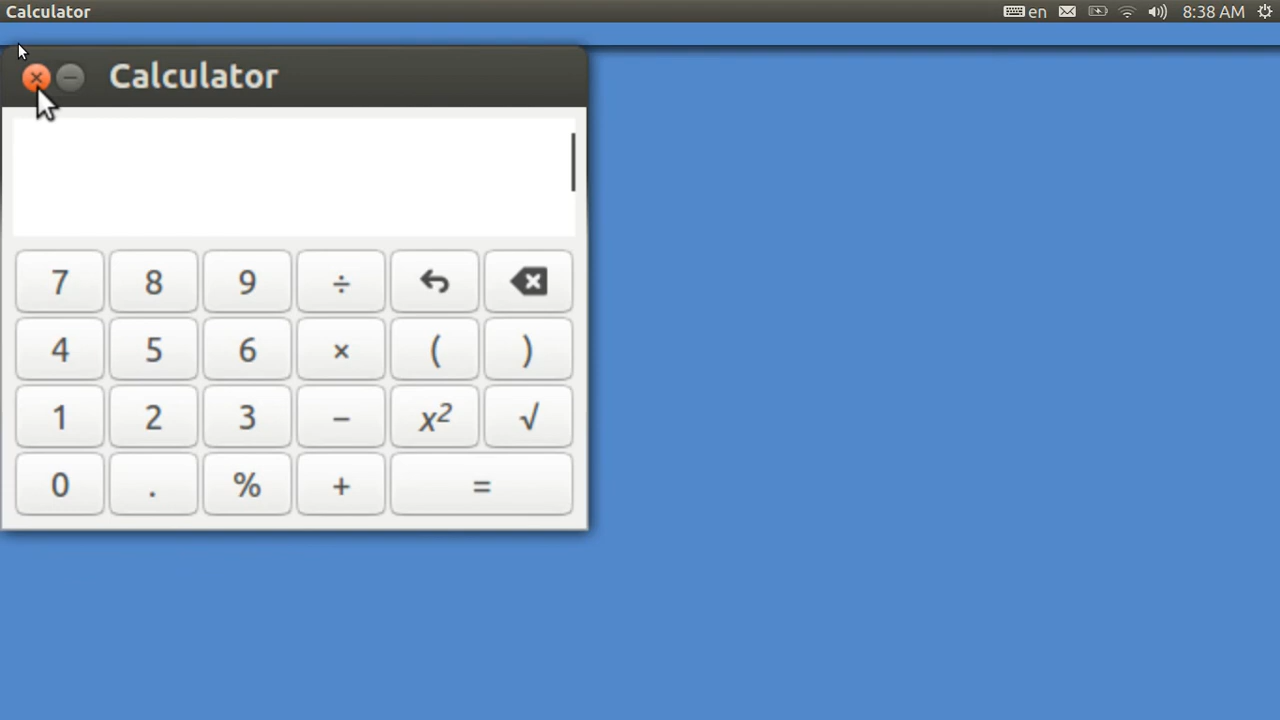 Calculator
en
8:38 AM
Calculator
7 8 9 ÷
4 5 6 × ( )
1 2 3 − x² √
0 . % + =